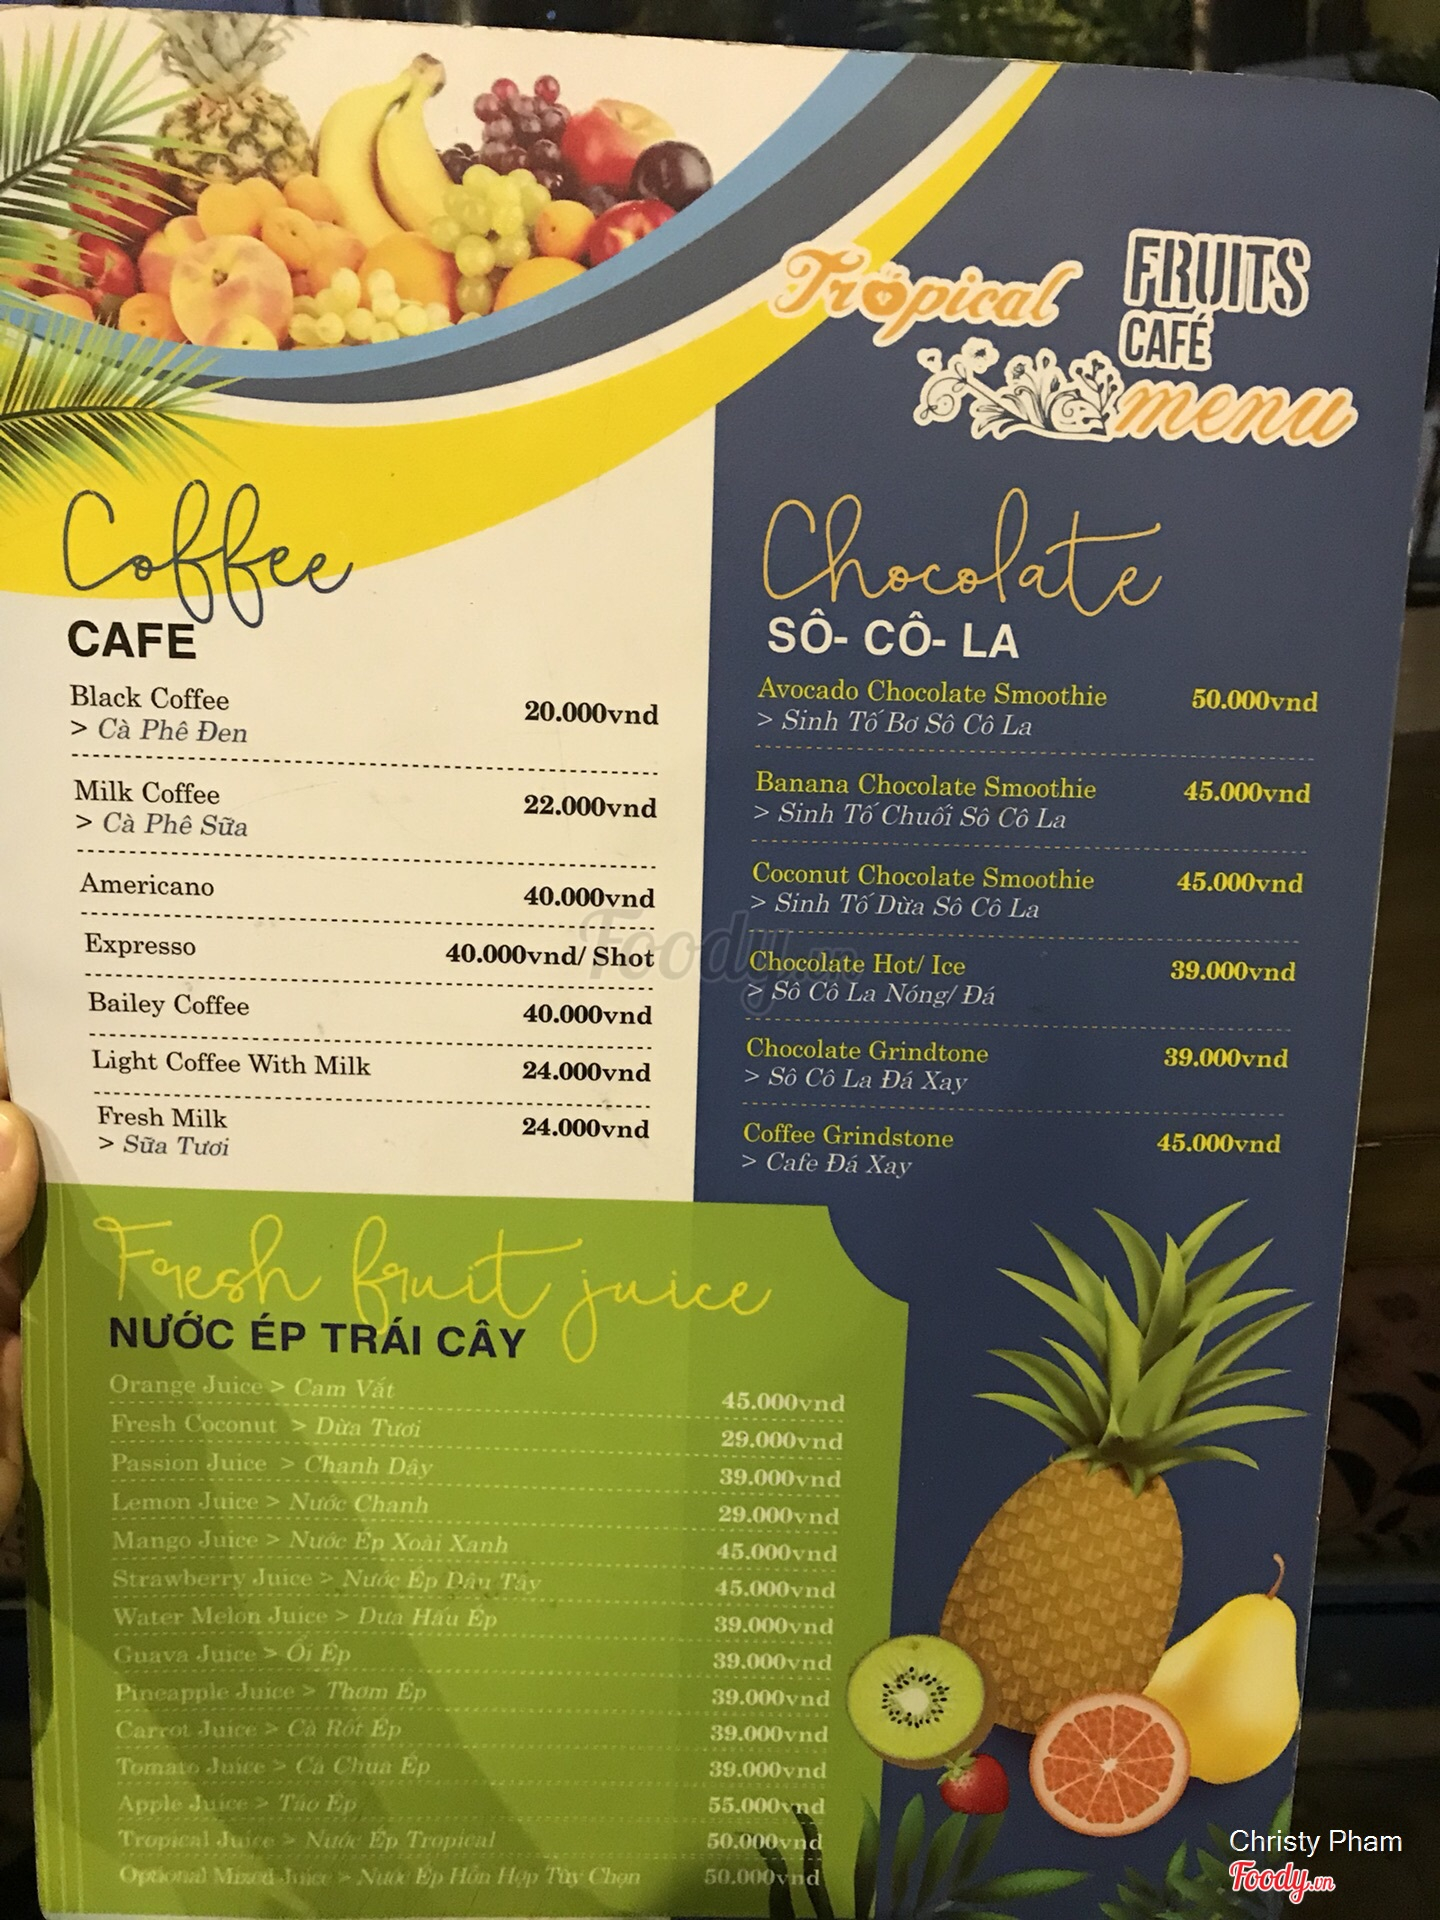 Tropical FRUITS
CAFÉ
menu
Coffee
CAFE
Black Coffee 20.000vnd
> Cà Phê Đen
Milk Coffee 22.000vnd
> Cà Phê Sữa
Americano 40.000vnd
Expresso 40.000vnd/ Shot
Bailey Coffee 40.000vnd
Light Coffee With Milk 24.000vnd
Fresh Milk 24.000vnd
> Sữa Tươi
Chocolate
SÔ- CÔ- LA
Avocado Chocolate Smoothie 50.000vnd
> Sinh Tố Bơ Sô Cô La
Banana Chocolate Smoothie 45.000vnd
> Sinh Tố Chuối Sô Cô La
Coconut Chocolate Smoothie 45.000vnd
> Sinh Tố Dừa Sô Cô La
Chocolate Hot/ Ice 39.000vnd
> Sô Cô La Nóng/ Đá
Chocolate Grindtone 39.000vnd
> Sô Cô La Đá Xay
Coffee Grindstone 45.000vnd
> Cafe Đá Xay
Fresh fruit juice
NƯỚC ÉP TRÁI CÂY
Orange Juice > Cam Vắt 45.000vnd
Fresh Coconut > Dừa Tươi 29.000vnd
Passion Juice > Chanh Dây 39.000vnd
Lemon Juice > Nước Chanh 29.000vnd
Mango Juice > Nước Ép Xoài Xanh 45.000vnd
Strawberry Juice > Nước Ép Dâu Tây 45.000vnd
Water Melon Juice > Dưa Hấu Ép 39.000vnd
Guava Juice > Ổi Ép 39.000vnd
Pineapple Juice > Thơm Ép 39.000vnd
Carrot Juice > Cà Rốt Ép 39.000vnd
Tomato Juice > Cà Chua Ép 39.000vnd
Apple Juice > Táo Ép 55.000vnd
Tropical Juice > Nước Ép Tropical 50.000vnd
Optional Mixed Juice > Nước Ép Hỗn Hợp Tùy Chọn 50.000vnd
Foody.vn
Christy Pham
Foody.vn